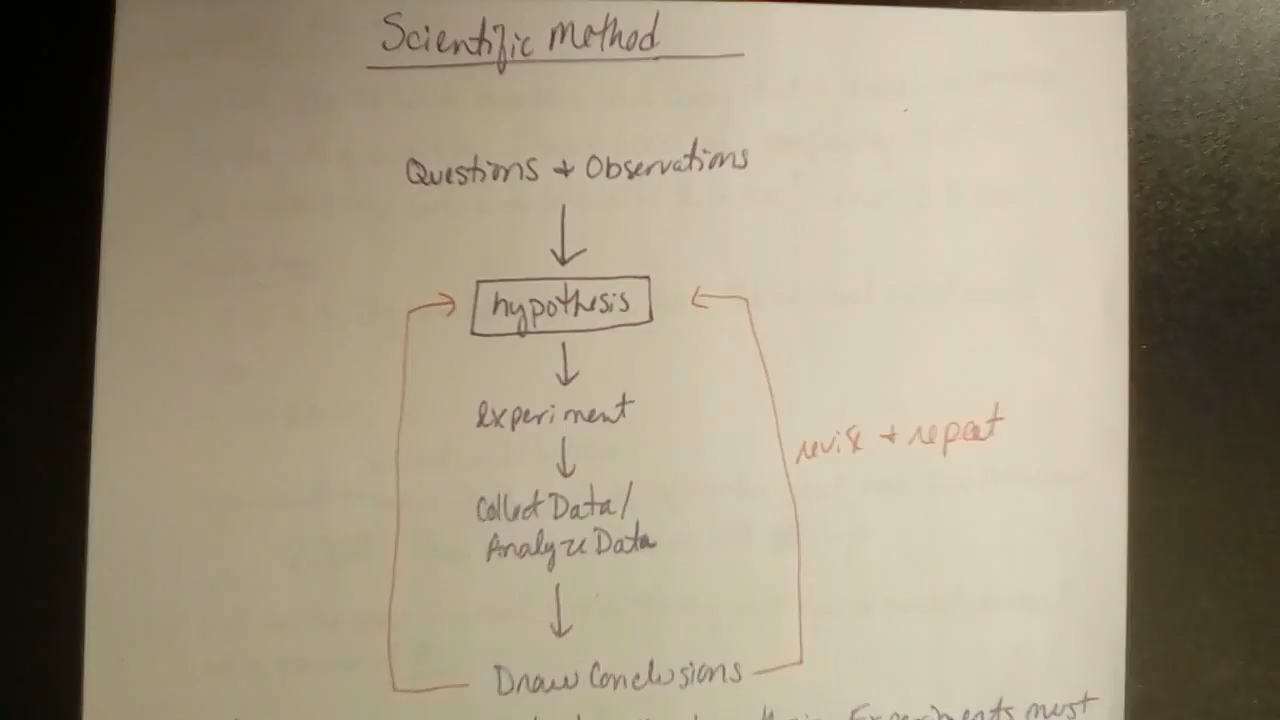 Scientific Method
Questions + Observations
hypothesis
experiment
revise + repeat
Collect Data/
Analyze Data
Draw Conclusions
Experiments must